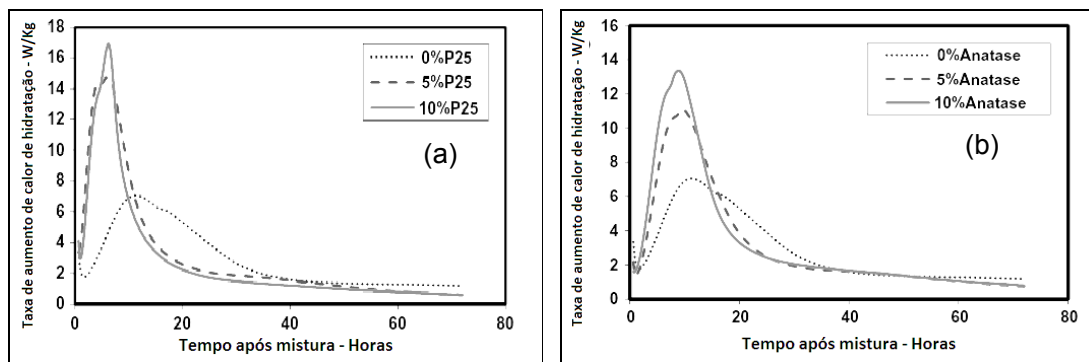 Taxa de aumento de calor de hidratação - W/Kg
18
16
14
12
10
8
6
4
2
0
0%P25
5%P25
10%P25
(a)
0
20
40
60
80
Tempo após mistura - Horas
Taxa de aumento de calor de hidratação - W/Kg
16
14
12
10
8
6
4
2
0
0%Anatase
5%Anatase
10%Anatase
(b)
0
20
40
60
80
Tempo após mistura - Horas